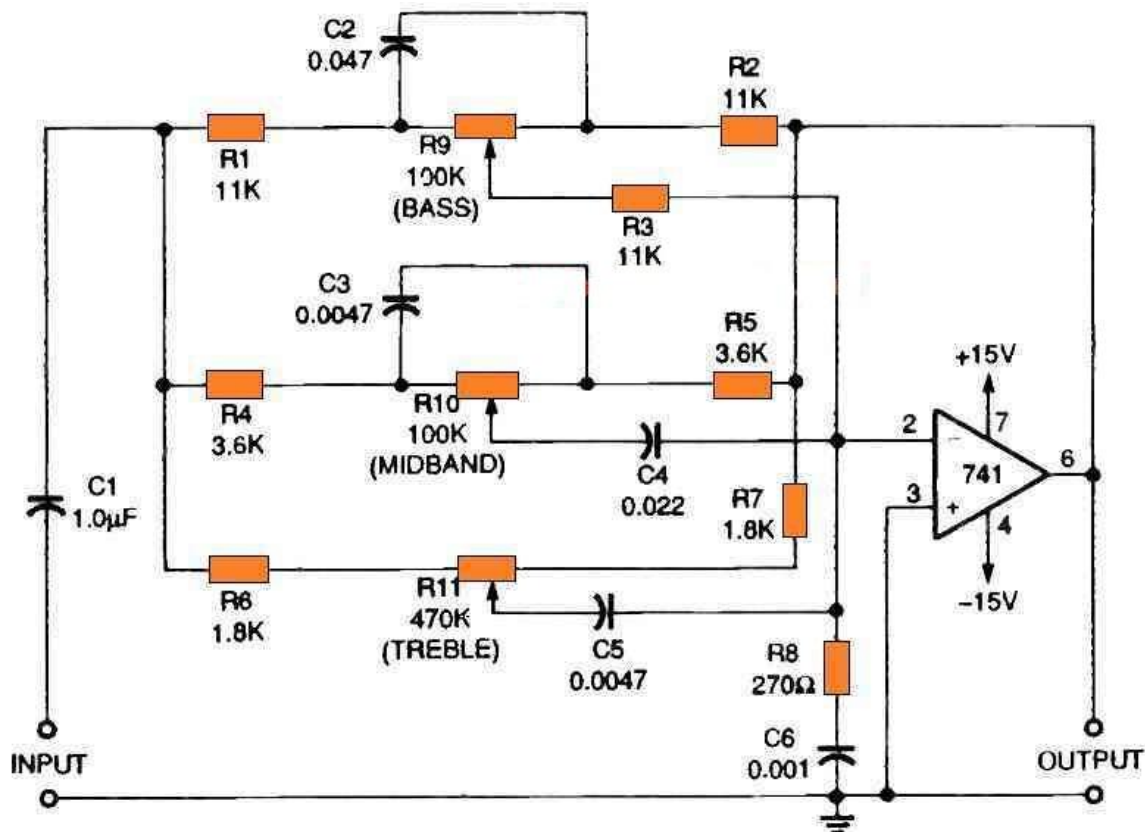 C2
0.047
R1
11K
R9
100K
(BASS)
R2
11K
R3
11K
C3
0.0047
R4
3.6K
R10
100K
(MIDBAND)
R5
3.6K
C4
0.022
C1
1.0µF
R6
1.8K
R11
470K
(TREBLE)
C5
0.0047
R7
1.8K
+15V
7
2
-
741
6
3
+
4
-15V
R8
270Ω
C6
0.001
INPUT
OUTPUT